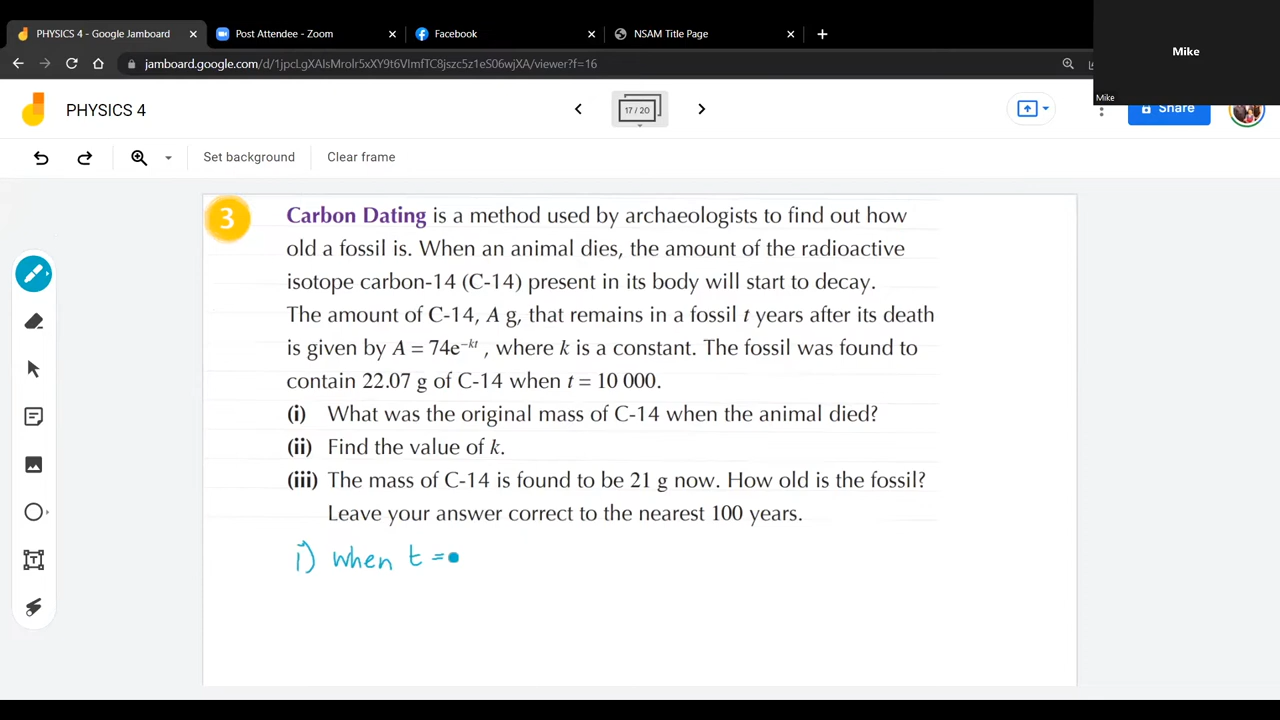 PHYSICS 4 - Google Jamboard
Post Attendee - Zoom
Facebook
NSAM Title Page
Mike
jamboard.google.com/d/1jpcLgXAIsMrolr5xXY9t6VImfTC8jszc5z1eS06wjXA/viewer?f=16
Mike
PHYSICS 4
17 / 20
Share
Set background
Clear frame
3
Carbon Dating is a method used by archaeologists to find out how
old a fossil is. When an animal dies, the amount of the radioactive
isotope carbon-14 (C-14) present in its body will start to decay.
The amount of C-14, A g, that remains in a fossil t years after its death
is given by A = 74e⁻ᵏᵗ , where k is a constant. The fossil was found to
contain 22.07 g of C-14 when t = 10 000.
(i) What was the original mass of C-14 when the animal died?
(ii) Find the value of k.
(iii) The mass of C-14 is found to be 21 g now. How old is the fossil?
Leave your answer correct to the nearest 100 years.
i) when t =